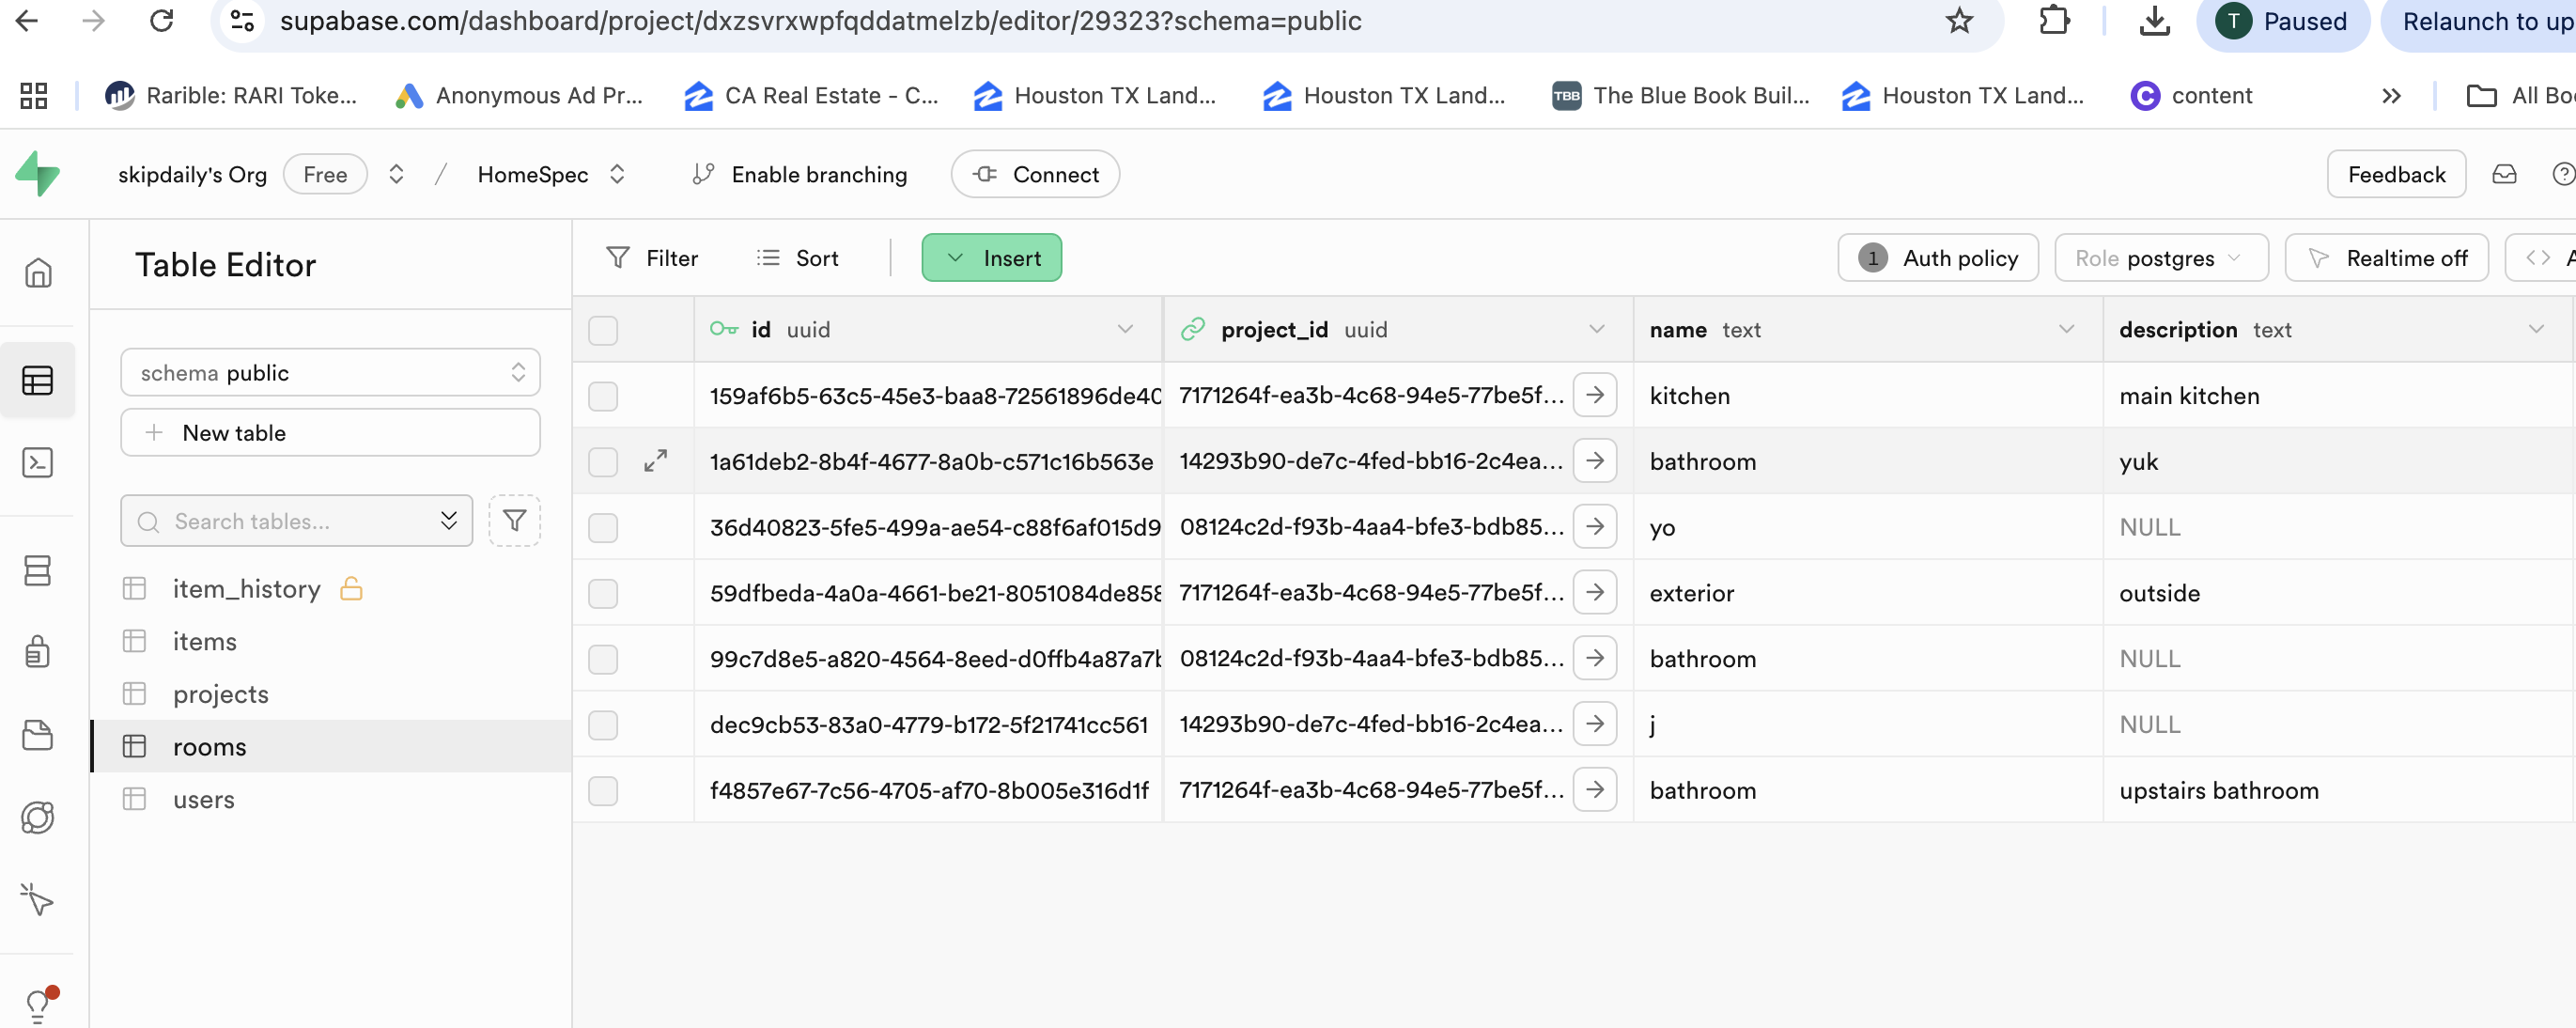 supabase.com/dashboard/project/dxzsvrxwpfqddatmelzb/editor/29323?schema=public
T Paused
Relaunch to up
Rarible: RARI Toke...
Anonymous Ad Pr...
CA Real Estate - C...
Houston TX Land...
Houston TX Land...
TBB The Blue Book Buil...
Houston TX Land...
C content
All Boo
skipdaily's Org Free / HomeSpec
Enable branching
Connect
Feedback
Table Editor
Filter
Sort
Insert
1 Auth policy
Role postgres
Realtime off
schema public
New table
Search tables...
item_history
items
projects
rooms
users
id uuid project_id uuid name text description text
159af6b5-63c5-45e3-baa8-72561896de40 7171264f-ea3b-4c68-94e5-77be5f... kitchen main kitchen
1a61deb2-8b4f-4677-8a0b-c571c16b563e 14293b90-de7c-4fed-bb16-2c4ea... bathroom yuk
36d40823-5fe5-499a-ae54-c88f6af015d9 08124c2d-f93b-4aa4-bfe3-bdb85... yo NULL
59dfbeda-4a0a-4661-be21-8051084de858 7171264f-ea3b-4c68-94e5-77be5f... exterior outside
99c7d8e5-a820-4564-8eed-d0ffb4a87a7b 08124c2d-f93b-4aa4-bfe3-bdb85... bathroom NULL
dec9cb53-83a0-4779-b172-5f21741cc561 14293b90-de7c-4fed-bb16-2c4ea... j NULL
f4857e67-7c56-4705-af70-8b005e316d1f 7171264f-ea3b-4c68-94e5-77be5f... bathroom upstairs bathroom